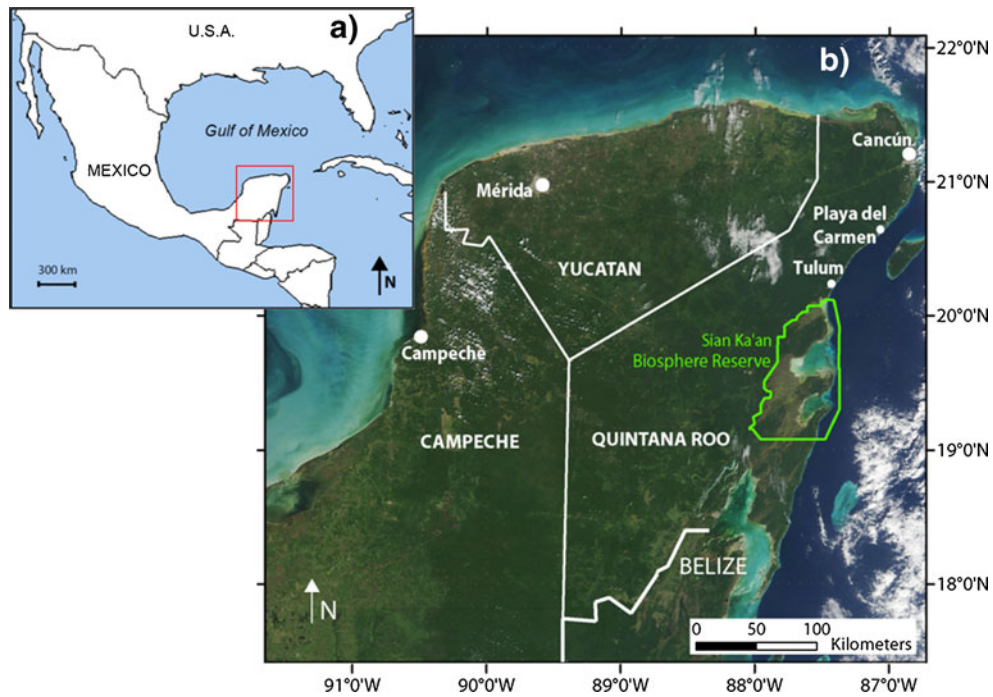 a)
U.S.A.
Gulf of Mexico
MEXICO
300 km
N
b)
Cancún
Mérida
Playa del
Carmen
YUCATAN
Tulum
Sian Ka'an
Biosphere Reserve
Campeche
CAMPECHE
QUINTANA ROO
BELIZE
N
0 50 100
Kilometers
22°0'N
21°0'N
20°0'N
19°0'N
18°0'N
91°0'W 90°0'W 89°0'W 88°0'W 87°0'W